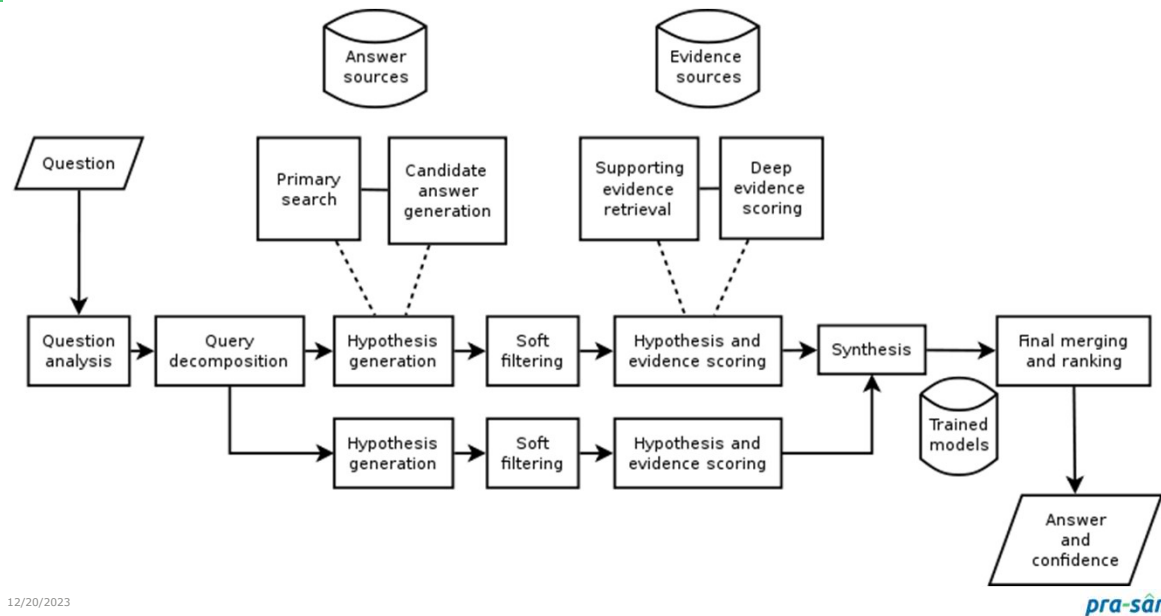 Answer
sources
Evidence
sources
Question
Primary
search
Candidate
answer
generation
Supporting
evidence
retrieval
Deep
evidence
scoring
Question
analysis
Query
decomposition
Hypothesis
generation
Soft
filtering
Hypothesis and
evidence scoring
Synthesis
Final merging
and ranking
Trained
models
Hypothesis
generation
Soft
filtering
Hypothesis and
evidence scoring
Answer
and
confidence
12/20/2023